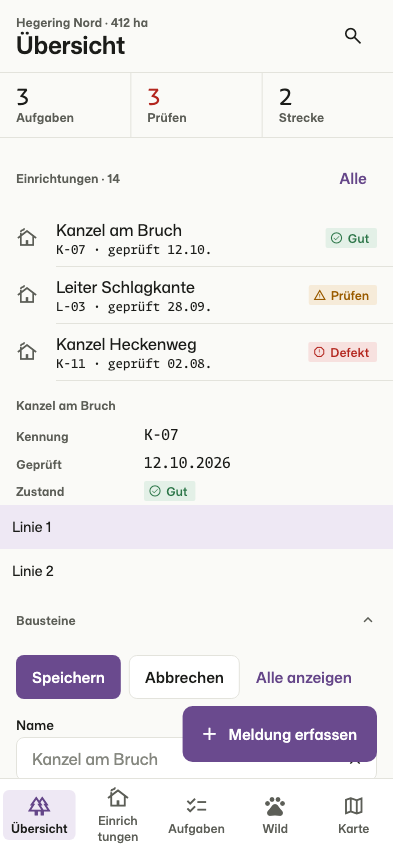 Hegering Nord · 412 ha
Übersicht
3
Aufgaben
3
Prüfen
2
Strecke
Einrichtungen · 14
Alle
Kanzel am Bruch
K-07 · geprüft 12.10.
Gut
Leiter Schlagkante
L-03 · geprüft 28.09.
Prüfen
Kanzel Heckenweg
K-11 · geprüft 02.08.
Defekt
Kanzel am Bruch
Kennung
K-07
Geprüft
12.10.2026
Zustand
Gut
Linie 1
Linie 2
Bausteine
Speichern
Abbrechen
Alle anzeigen
Name
Meldung erfassen
Kanzel am Bruch
Übersicht
Einrich
tungen
Aufgaben
Wild
Karte